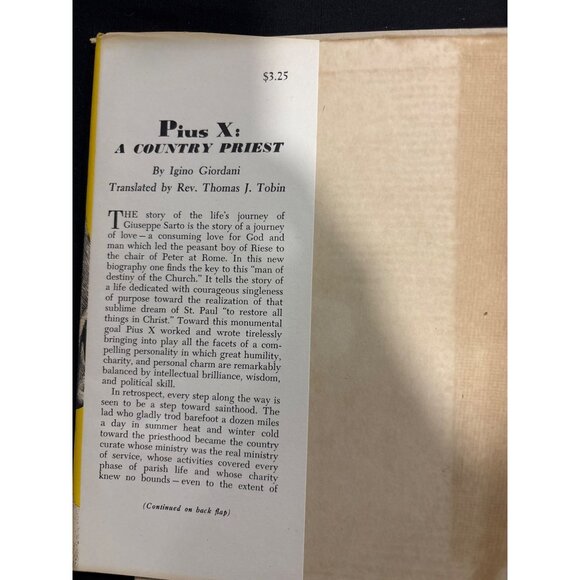 $3.25
Pius X:
A COUNTRY PRIEST
By Igino Giordani
Translated by Rev. Thomas J. Tobin
THE story of the life's journey of
Giuseppe Sarto is the story of a journey
of love—a consuming love for God and
man which led the peasant boy of Riese to
the chair of Peter at Rome. In this new
biography one finds the key to this "man of
destiny of the Church." It tells the story of
a life dedicated with courageous singleness
of purpose toward the realization of that
sublime dream of St. Paul "to restore all
things in Christ." Toward this monumental
goal Pius X worked and wrote tirelessly
bringing into play all the facets of a com-
pelling personality in which great humility,
charity, and personal charm are remarkably
balanced by intellectual brilliance, wisdom,
and political skill.
In retrospect, every step along the way is
seen to be a step toward sainthood. The
lad who gladly trod barefoot a dozen miles
a day in summer heat and winter cold
toward the priesthood became the country
curate whose ministry was the real ministry
of service, whose activities covered every
phase of parish life and whose charity
knew no bounds—even to the extent of
(Continued on back flap)